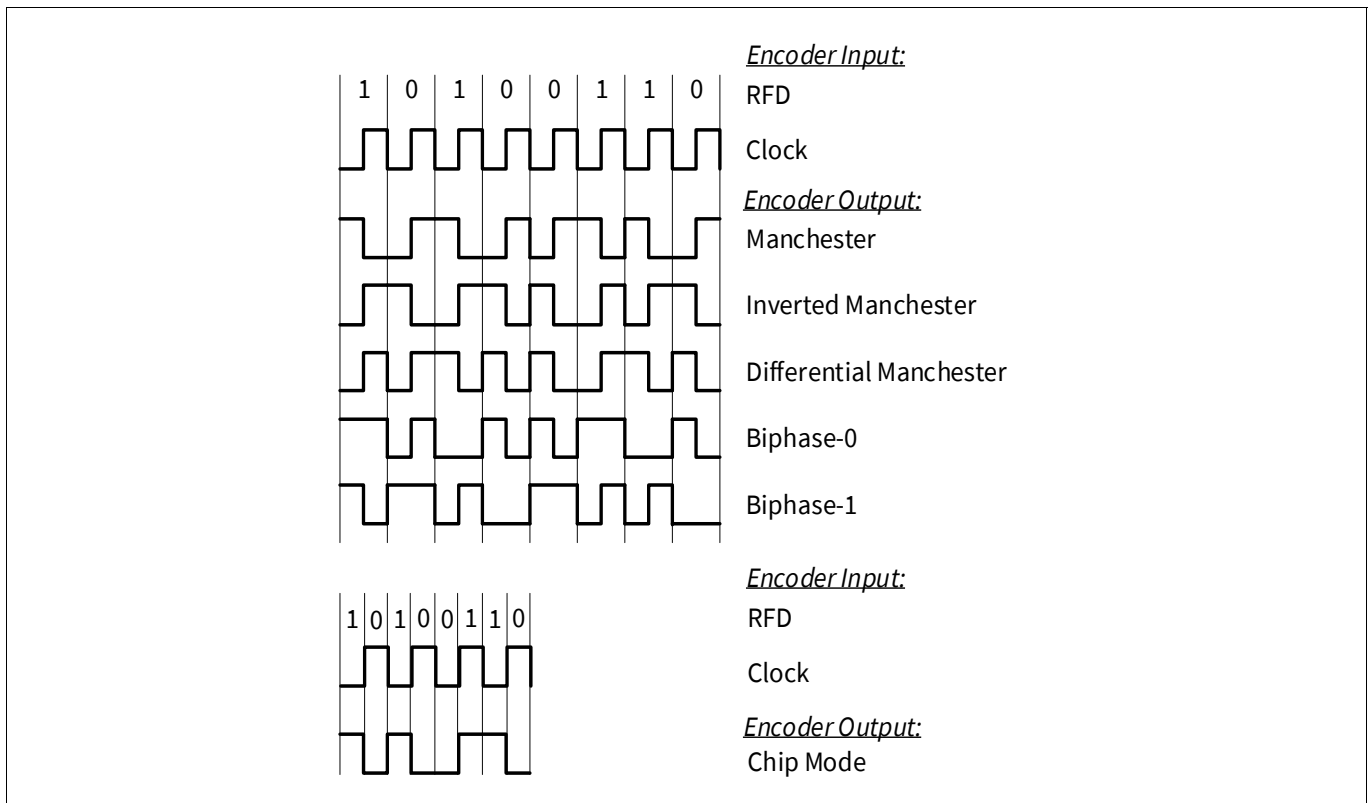 Encoder Input:
1 0 1 0 0 1 1 0 RFD
Clock
Encoder Output:
Manchester
Inverted Manchester
Differential Manchester
Biphase-0
Biphase-1
Encoder Input:
1 0 1 0 0 1 1 0 RFD
Clock
Encoder Output:
Chip Mode